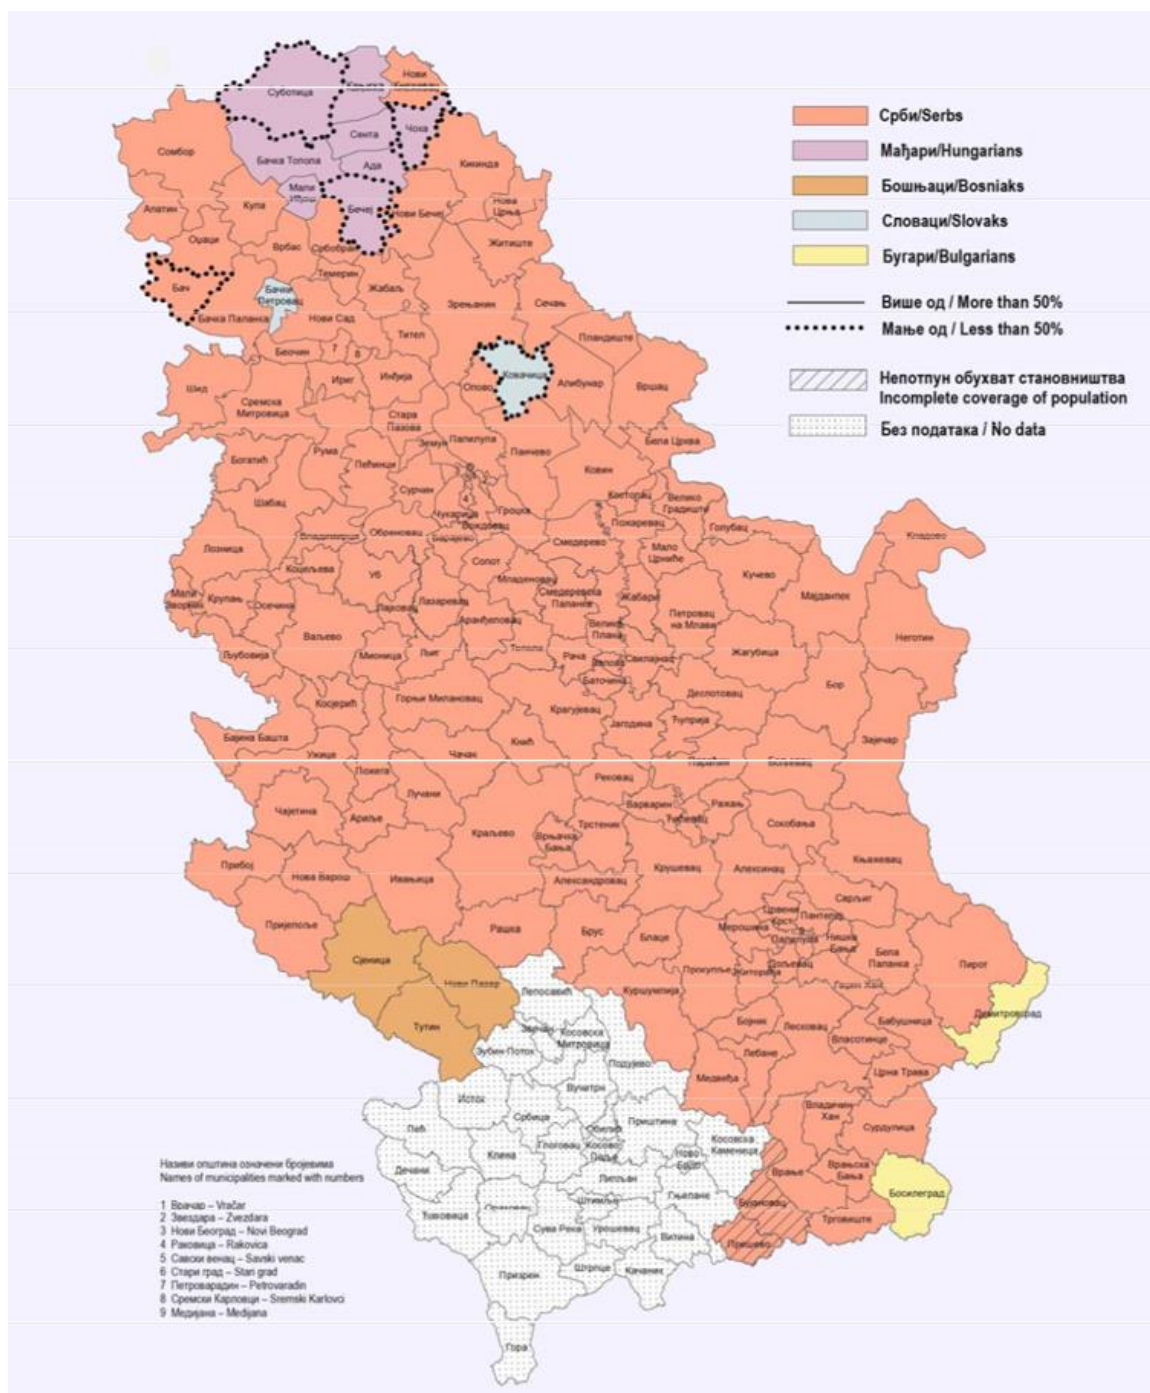 Срби/Serbs
Мађари/Hungarians
Бошњаци/Bosniaks
Словаци/Slovaks
Бугари/Bulgarians
Више од / More than 50%
Мање од / Less than 50%
Непотпун обухват становништва
Incomplete coverage of population
Без података / No data
Нови
Суботица
Сомбор
Сента
Чока
Бачка Топола
Ада
Кикинда
Мали
Апатин
Кула
Бечеј
Нови Бечеј
Нова
Црња
Оџаци
Врбас
Србобран
Житиште
Бач
Темерин
Жабаљ
Зрењанин
Сечањ
Бачки
Петровац
Бачка Паланка
Нови Сад
Тител
Пландиште
Беочин
7
8
Шид
Ириг
Инђија
Опово
Ковачица
Алибунар
Вршац
Сремска
Митровица
Стара
Пазова
Земун
Палилула
Панчево
Бела Црква
Богатић
Рума
Пећинци
Ковин
Шабац
Сурчин
4
Чукарица
Гроцка
Костолац
Велико
Градиште
Голубац
Пожаревац
Лозница
Владимирци
Обреновац
Барајево
Вождовац
Смедерево
Мало
Црниће
Кладово
Коцељева
Уб
Сопот
Младеновац
Кучево
Мајданпек
Мали
Зворник
Крупањ
Осечина
Лајковац
Лазаревац
Аранђеловац
Смедеревска
Паланка
Жабари
Петровац
на Млави
Велика
Плана
Неготин
Љубовија
Ваљево
Мионица
Љиг
Топола
Рача
Свилајнац
Жагубица
Баточина
Бор
Косјерић
Горњи Милановац
Крагујевац
Јагодина
Деспотовац
Ћуприја
Бајина Башта
Ужице
Чачак
Кнић
Зајечар
Пожега
Параћин
Бољевац
Рековац
Чајетина
Ариље
Лучани
Краљево
Врњачка
Бања
Трстеник
Варварин
Ћићевац
Ражањ
Сокобања
Прибој
Нова Варош
Ивањица
Александровац
Крушевац
Алексинац
Књажевац
Сврљиг
Пријепоље
Рашка
Брус
Блаце
Мерошина
Црвени
Крст
Пантелеј
Палилула
Нишка
Бања
Бела
Паланка
Пирот
Сјеница
Нови Пазар
Прокупље
Житорађа
Дољевац
Гаџин Хан
Куршумлија
Димитровград
Тутин
Лепосавић
Звечан
Косовска
Митровица
Зубин Поток
Подујево
Бојник
Лесковац
Бабушница
Власотинце
Лебане
Медвеђа
Црна Трава
Исток
Вучитрн
Србица
Владичин
Хан
Сурдулица
Пећ
Обилић
Приштина
Косовска
Каменица
Клина
Глоговац
Косово
Поље
Ново
Брдо
Врање
Врањска
Бања
Дечани
Липљан
Гњилане
Бујановац
Босилеград
Ђаковица
Ораховац
Штимље
Сува Река
Урошевац
Витина
Трговиште
Прешево
Призрен
Штрпце
Качаник
Гора
Називи општина означени бројевима
Names of municipalities marked with numbers
1 Врачар – Vračar
2 Звездара – Zvezdara
3 Нови Београд – Novi Beograd
4 Раковица – Rakovica
5 Савски венац – Savski venac
6 Стари град – Stari grad
7 Петроварадин – Petrovaradin
8 Сремски Карловци – Sremski Karlovci
9 Медијана – Medijana